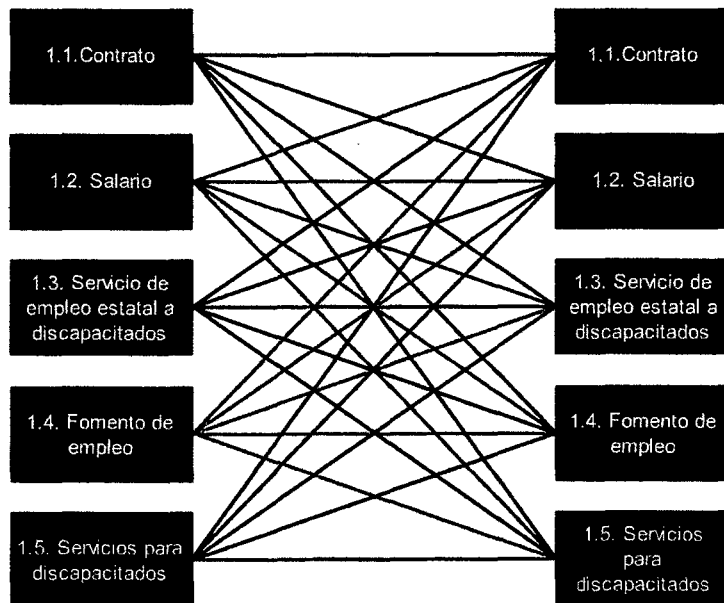 1.1.Contrato
1.2. Salario
1.3. Servicio de
empleo estatal a
discapacitados
1.4. Fomento de
empleo
1.5. Servicios para
discapacitados
1.1.Contrato
1.2. Salario
1.3. Servicio de
empleo estatal a
discapacitados
1.4. Fomento de
empleo
1.5. Servicios
para
discapacitados